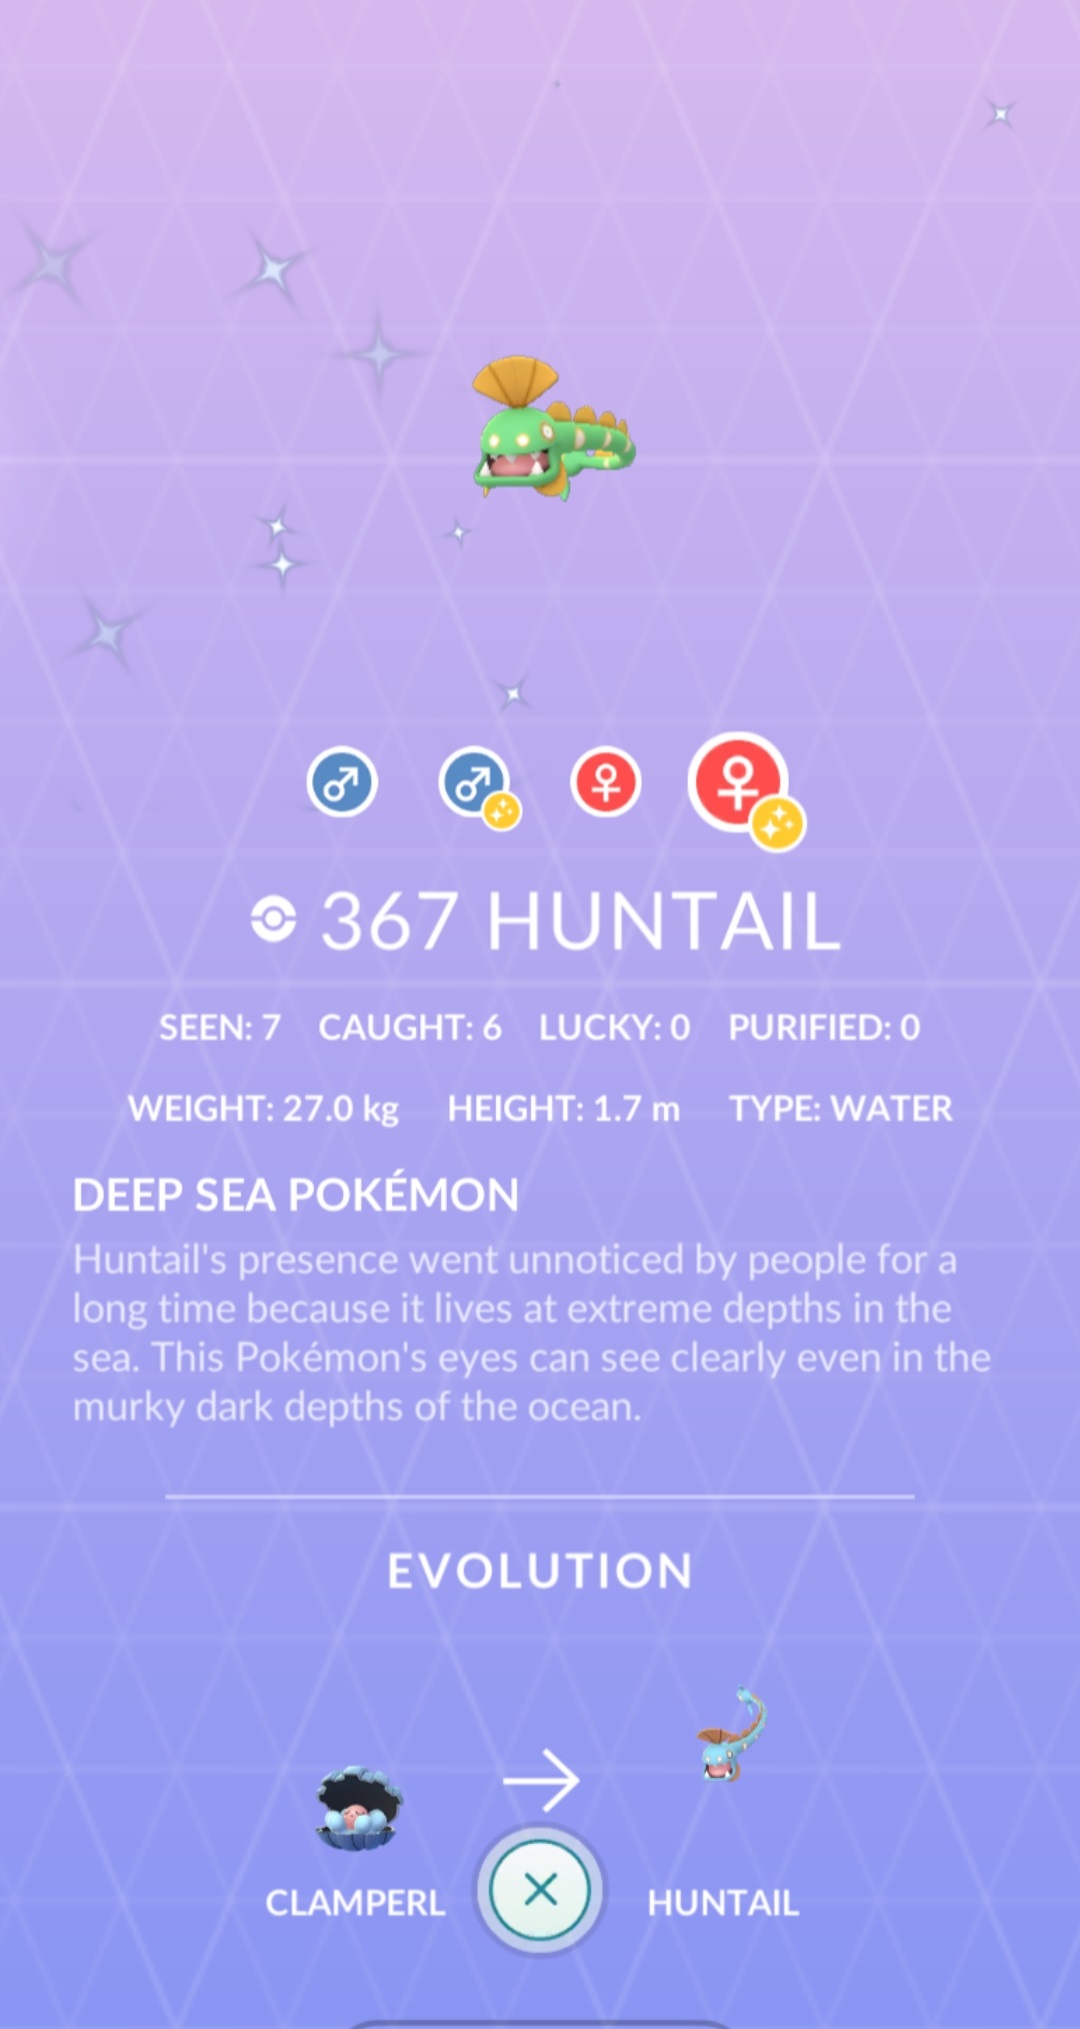 367 HUNTAIL
SEEN: 7 CAUGHT: 6 LUCKY: 0 PURIFIED: 0
WEIGHT: 27.0 kg HEIGHT: 1.7 m TYPE: WATER
DEEP SEA POKÉMON
Huntail's presence went unnoticed by people for a
long time because it lives at extreme depths in the
sea. This Pokémon's eyes can see clearly even in the
murky dark depths of the ocean.
EVOLUTION
CLAMPERL HUNTAIL